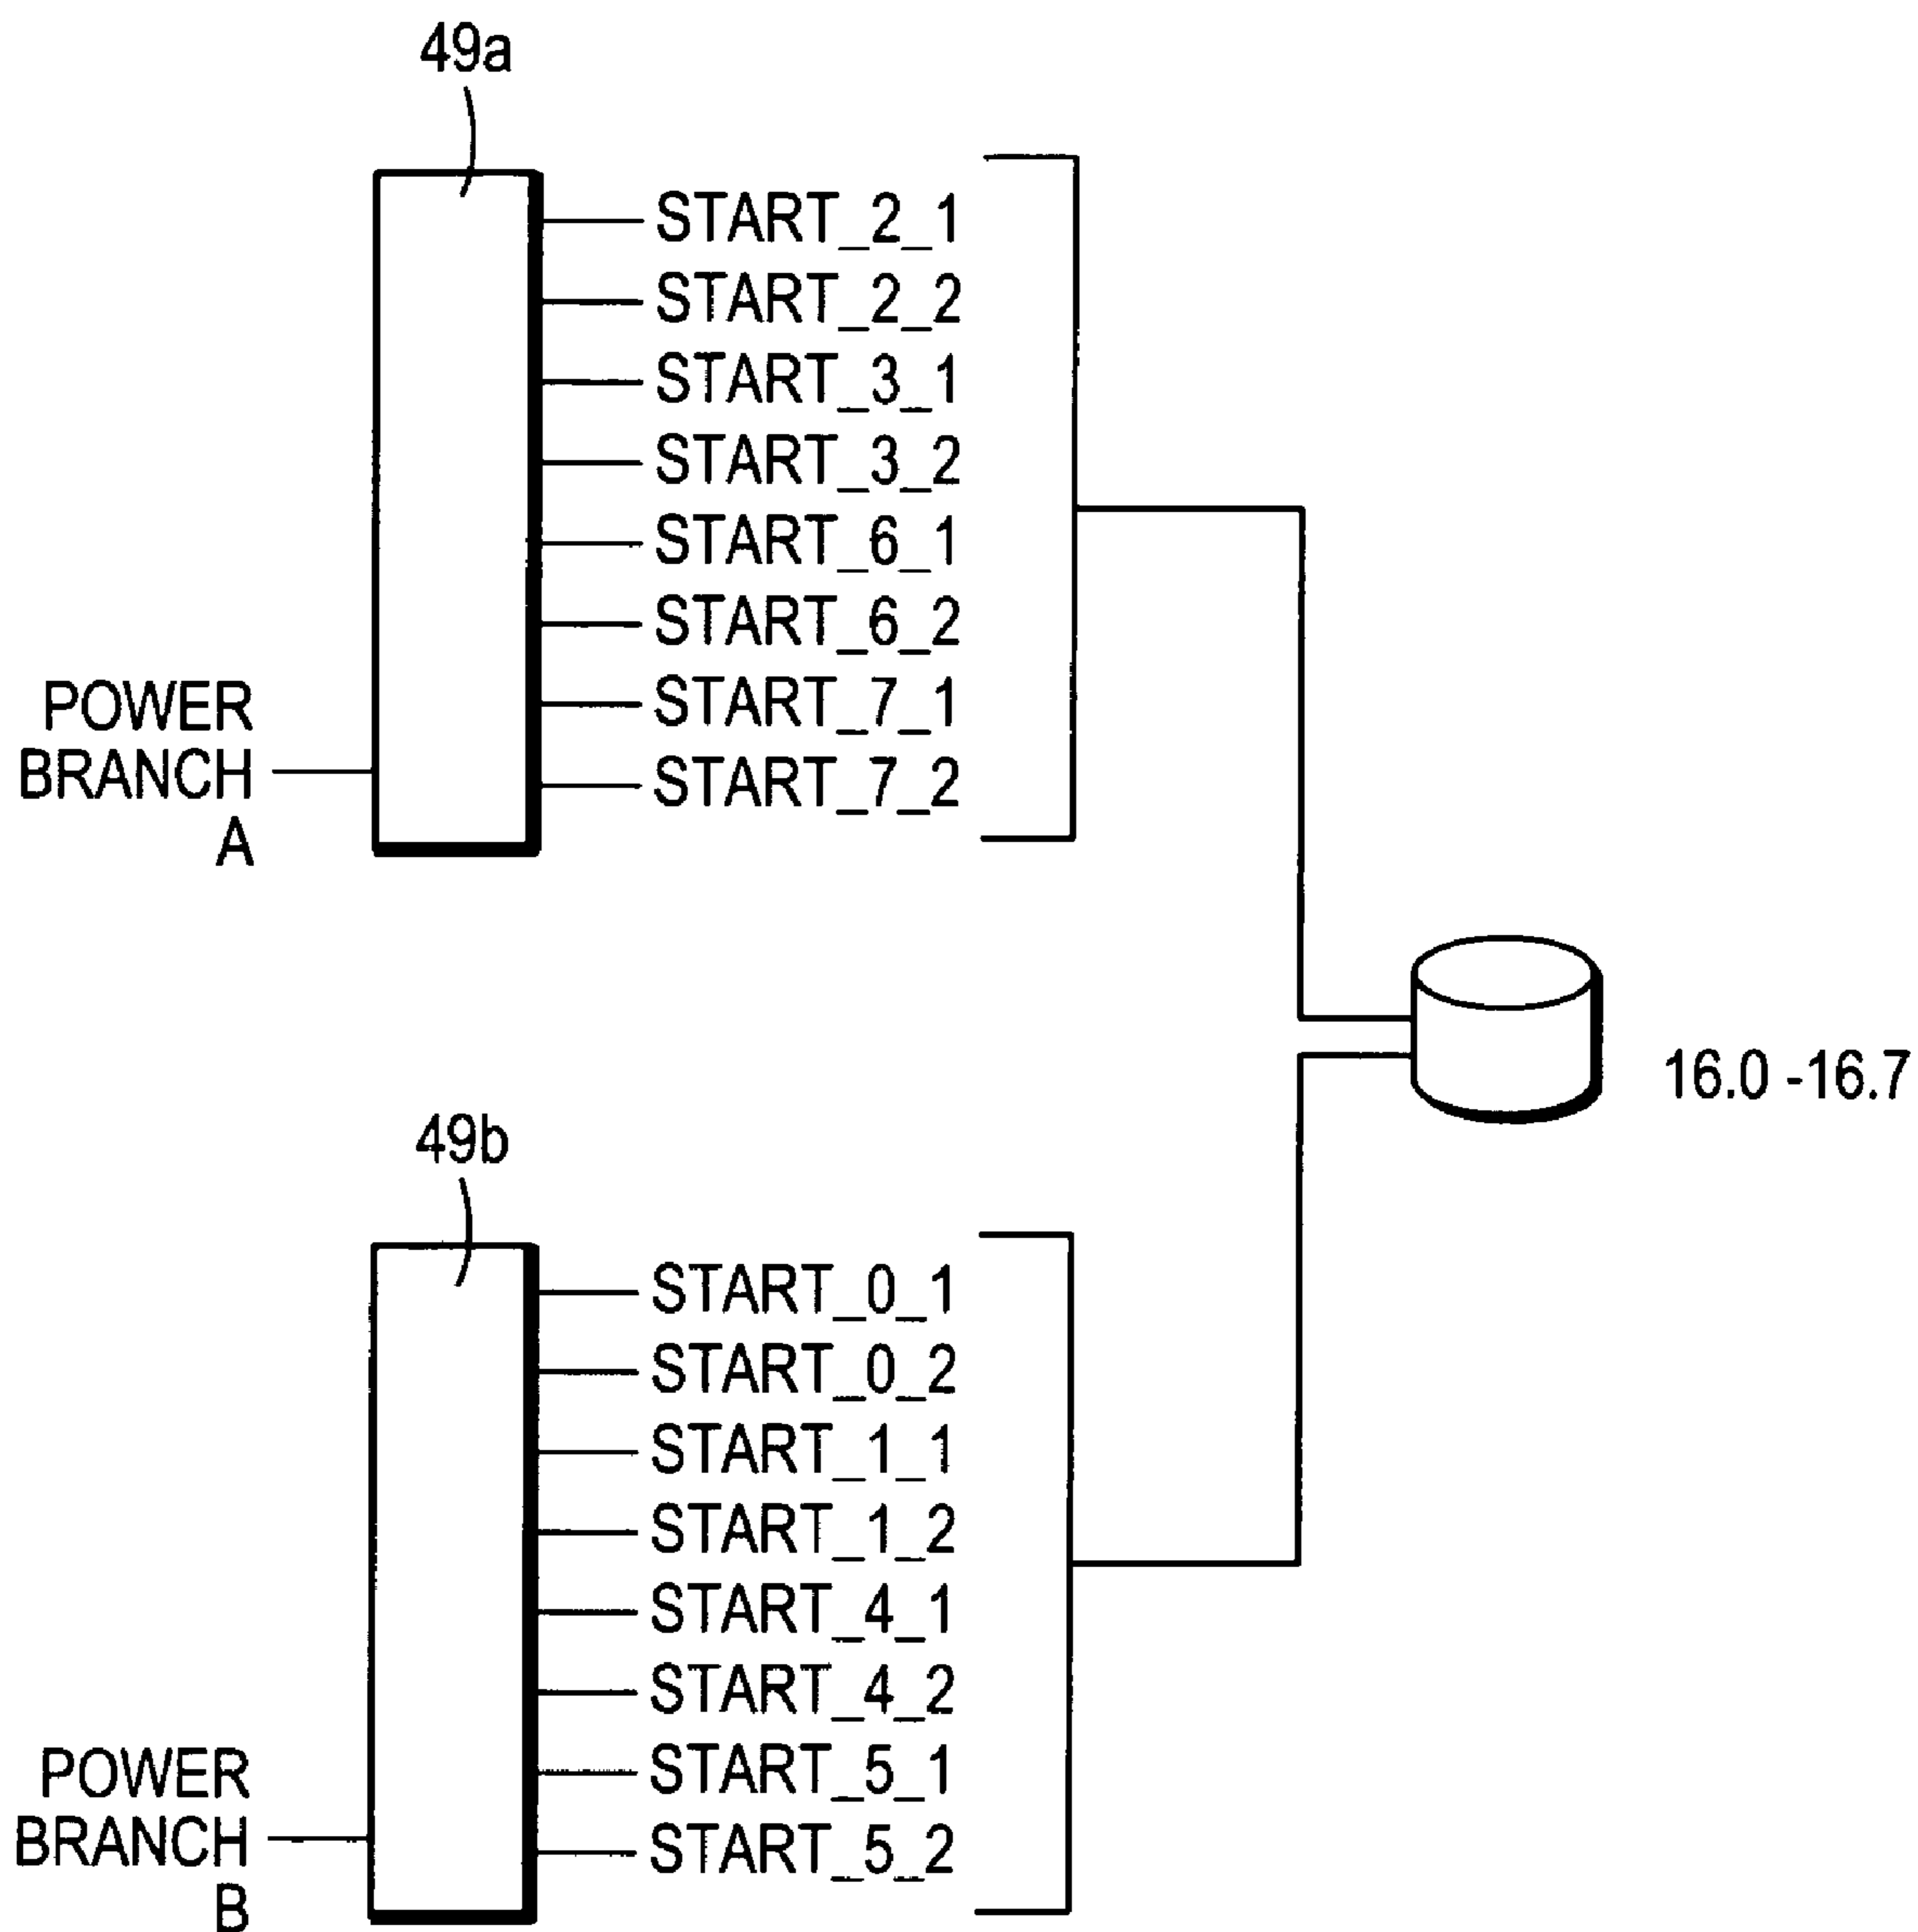 49a
START_2_1
START_2_2
START_3_1
START_3_2
START_6_1
START_6_2
START_7_1
START_7_2
POWER
BRANCH
A
16.0 -16.7
49b
START_0_1
START_0_2
START_1_1
START_1_2
START_4_1
START_4_2
START_5_1
START_5_2
POWER
BRANCH
B